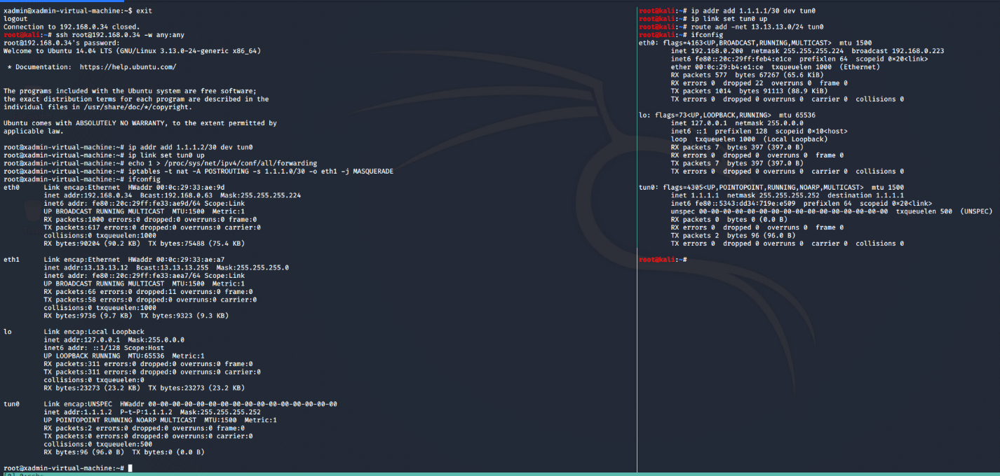 xadmin@xadmin-virtual-machine:~$ exit
logout
Connection to 192.168.0.34 closed.
root@kali:~# ssh root@192.168.0.34 -w any:any
root@192.168.0.34's password:
Welcome to Ubuntu 14.04 LTS (GNU/Linux 3.13.0-24-generic x86_64)
* Documentation:  https://help.ubuntu.com/
The programs included with the Ubuntu system are free software;
the exact distribution terms for each program are described in the
individual files in /usr/share/doc/*/copyright.
Ubuntu comes with ABSOLUTELY NO WARRANTY, to the extent permitted by
applicable law.
root@xadmin-virtual-machine:~# ip addr add 1.1.1.2/30 dev tun0
root@xadmin-virtual-machine:~# ip link set tun0 up
root@xadmin-virtual-machine:~# echo 1 > /proc/sys/net/ipv4/conf/all/forwarding
root@xadmin-virtual-machine:~# iptables -t nat -A POSTROUTING -s 1.1.1.0/30 -o eth1 -j MASQUERADE
root@xadmin-virtual-machine:~# ifconfig
eth0      Link encap:Ethernet  HWaddr 00:0c:29:33:ae:9d
inet addr:192.168.0.34  Bcast:192.168.0.63  Mask:255.255.255.224
inet6 addr: fe80::20c:29ff:fe33:ae9d/64 Scope:Link
UP BROADCAST RUNNING MULTICAST  MTU:1500  Metric:1
RX packets:1000 errors:0 dropped:0 overruns:0 frame:0
TX packets:617 errors:0 dropped:0 overruns:0 carrier:0
collisions:0 txqueuelen:1000
RX bytes:90204 (90.2 KB)  TX bytes:75488 (75.4 KB)
eth1      Link encap:Ethernet  HWaddr 00:0c:29:33:ae:a7
inet addr:13.13.13.12  Bcast:13.13.13.255  Mask:255.255.255.0
inet6 addr: fe80::20c:29ff:fe33:aea7/64 Scope:Link
UP BROADCAST RUNNING MULTICAST  MTU:1500  Metric:1
RX packets:66 errors:0 dropped:11 overruns:0 frame:0
TX packets:58 errors:0 dropped:0 overruns:0 carrier:0
collisions:0 txqueuelen:1000
RX bytes:9736 (9.7 KB)  TX bytes:9323 (9.3 KB)
lo        Link encap:Local Loopback
inet addr:127.0.0.1  Mask:255.0.0.0
inet6 addr: ::1/128 Scope:Host
UP LOOPBACK RUNNING  MTU:65536  Metric:1
RX packets:311 errors:0 dropped:0 overruns:0 frame:0
TX packets:311 errors:0 dropped:0 overruns:0 carrier:0
collisions:0 txqueuelen:0
RX bytes:23273 (23.2 KB)  TX bytes:23273 (23.2 KB)
tun0      Link encap:UNSPEC  HWaddr 00-00-00-00-00-00-00-00-00-00-00-00-00-00-00-00
inet addr:1.1.1.2  P-t-P:1.1.1.2  Mask:255.255.255.252
UP POINTOPOINT RUNNING NOARP MULTICAST  MTU:1500  Metric:1
RX packets:2 errors:0 dropped:0 overruns:0 frame:0
TX packets:0 errors:0 dropped:0 overruns:0 carrier:0
collisions:0 txqueuelen:500
RX bytes:96 (96.0 B)  TX bytes:0 (0.0 B)
root@xadmin-virtual-machine:~#
root@kali:~# ip addr add 1.1.1.1/30 dev tun0
root@kali:~# ip link set tun0 up
root@kali:~# route add -net 13.13.13.0/24 tun0
root@kali:~# ifconfig
eth0: flags=4163<UP,BROADCAST,RUNNING,MULTICAST>  mtu 1500
inet 192.168.0.200  netmask 255.255.255.224  broadcast 192.168.0.223
inet6 fe80::20c:29ff:feb4:e1ce  prefixlen 64  scopeid 0×20<link>
ether 00:0c:29:b4:e1:ce  txqueuelen 1000  (Ethernet)
RX packets 577  bytes 67267 (65.6 KiB)
RX errors 0  dropped 22  overruns 0  frame 0
TX packets 1014  bytes 91113 (88.9 KiB)
TX errors 0  dropped 0 overruns 0  carrier 0  collisions 0
lo: flags=73<UP,LOOPBACK,RUNNING>  mtu 65536
inet 127.0.0.1  netmask 255.0.0.0
inet6 ::1  prefixlen 128  scopeid 0×10<host>
loop  txqueuelen 1000  (Local Loopback)
RX packets 7  bytes 397 (397.0 B)
RX errors 0  dropped 0  overruns 0  frame 0
TX packets 7  bytes 397 (397.0 B)
TX errors 0  dropped 0 overruns 0  carrier 0  collisions 0
tun0: flags=4305<UP,POINTOPOINT,RUNNING,NOARP,MULTICAST>  mtu 1500
inet 1.1.1.1  netmask 255.255.255.252  destination 1.1.1.1
inet6 fe80::5343:dd34:719e:e509  prefixlen 64  scopeid 0×20<link>
unspec 00-00-00-00-00-00-00-00-00-00-00-00-00-00-00-00  txqueuelen 500  (UNSPEC)
RX packets 0  bytes 0 (0.0 B)
RX errors 0  dropped 0  overruns 0  frame 0
TX packets 2  bytes 96 (96.0 B)
TX errors 0  dropped 0 overruns 0  carrier 0  collisions 0
root@kali:~#